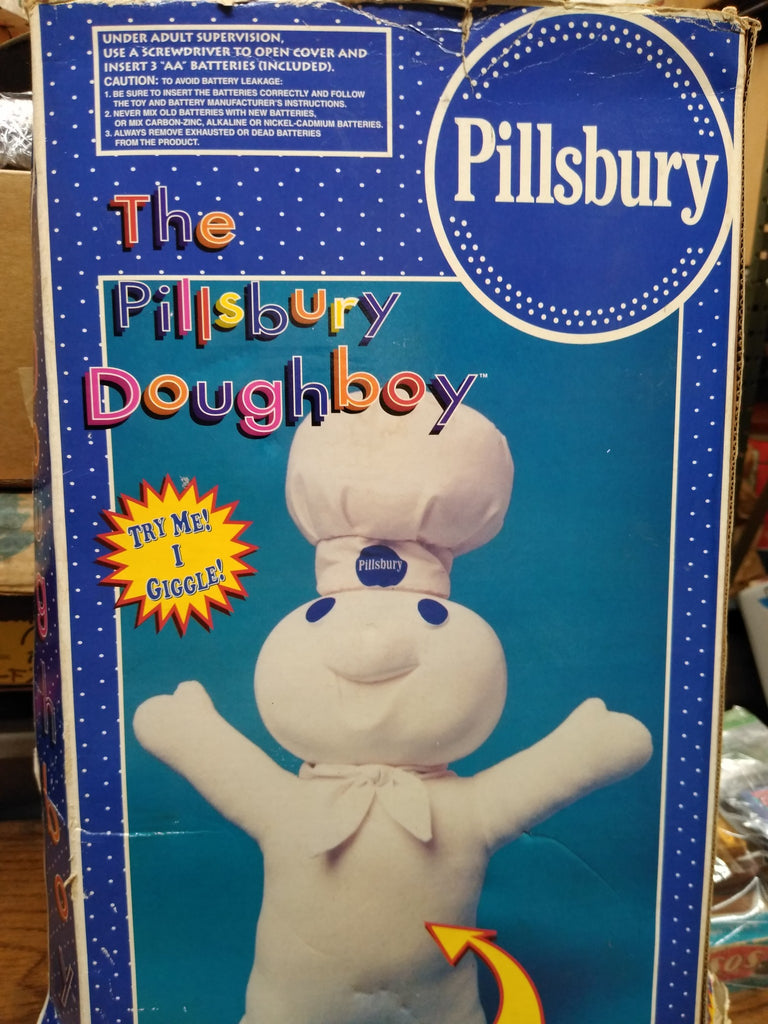 UNDER ADULT SUPERVISION,
USE A SCREWDRIVER TO OPEN COVER AND
INSERT 3 "AA" BATTERIES (INCLUDED).
CAUTION: TO AVOID BATTERY LEAKAGE:
1. BE SURE TO INSERT THE BATTERIES CORRECTLY AND FOLLOW
THE TOY AND BATTERY MANUFACTURER'S INSTRUCTIONS.
2. NEVER MIX OLD BATTERIES WITH NEW BATTERIES,
OR MIX CARBON-ZINC, ALKALINE OR NICKEL-CADMIUM BATTERIES.
3. ALWAYS REMOVE EXHAUSTED OR DEAD BATTERIES
FROM THE PRODUCT.
Pillsbury
The
Pillsbury
Doughboy™
TRY ME!
I
GIGGLE!
Pillsbury